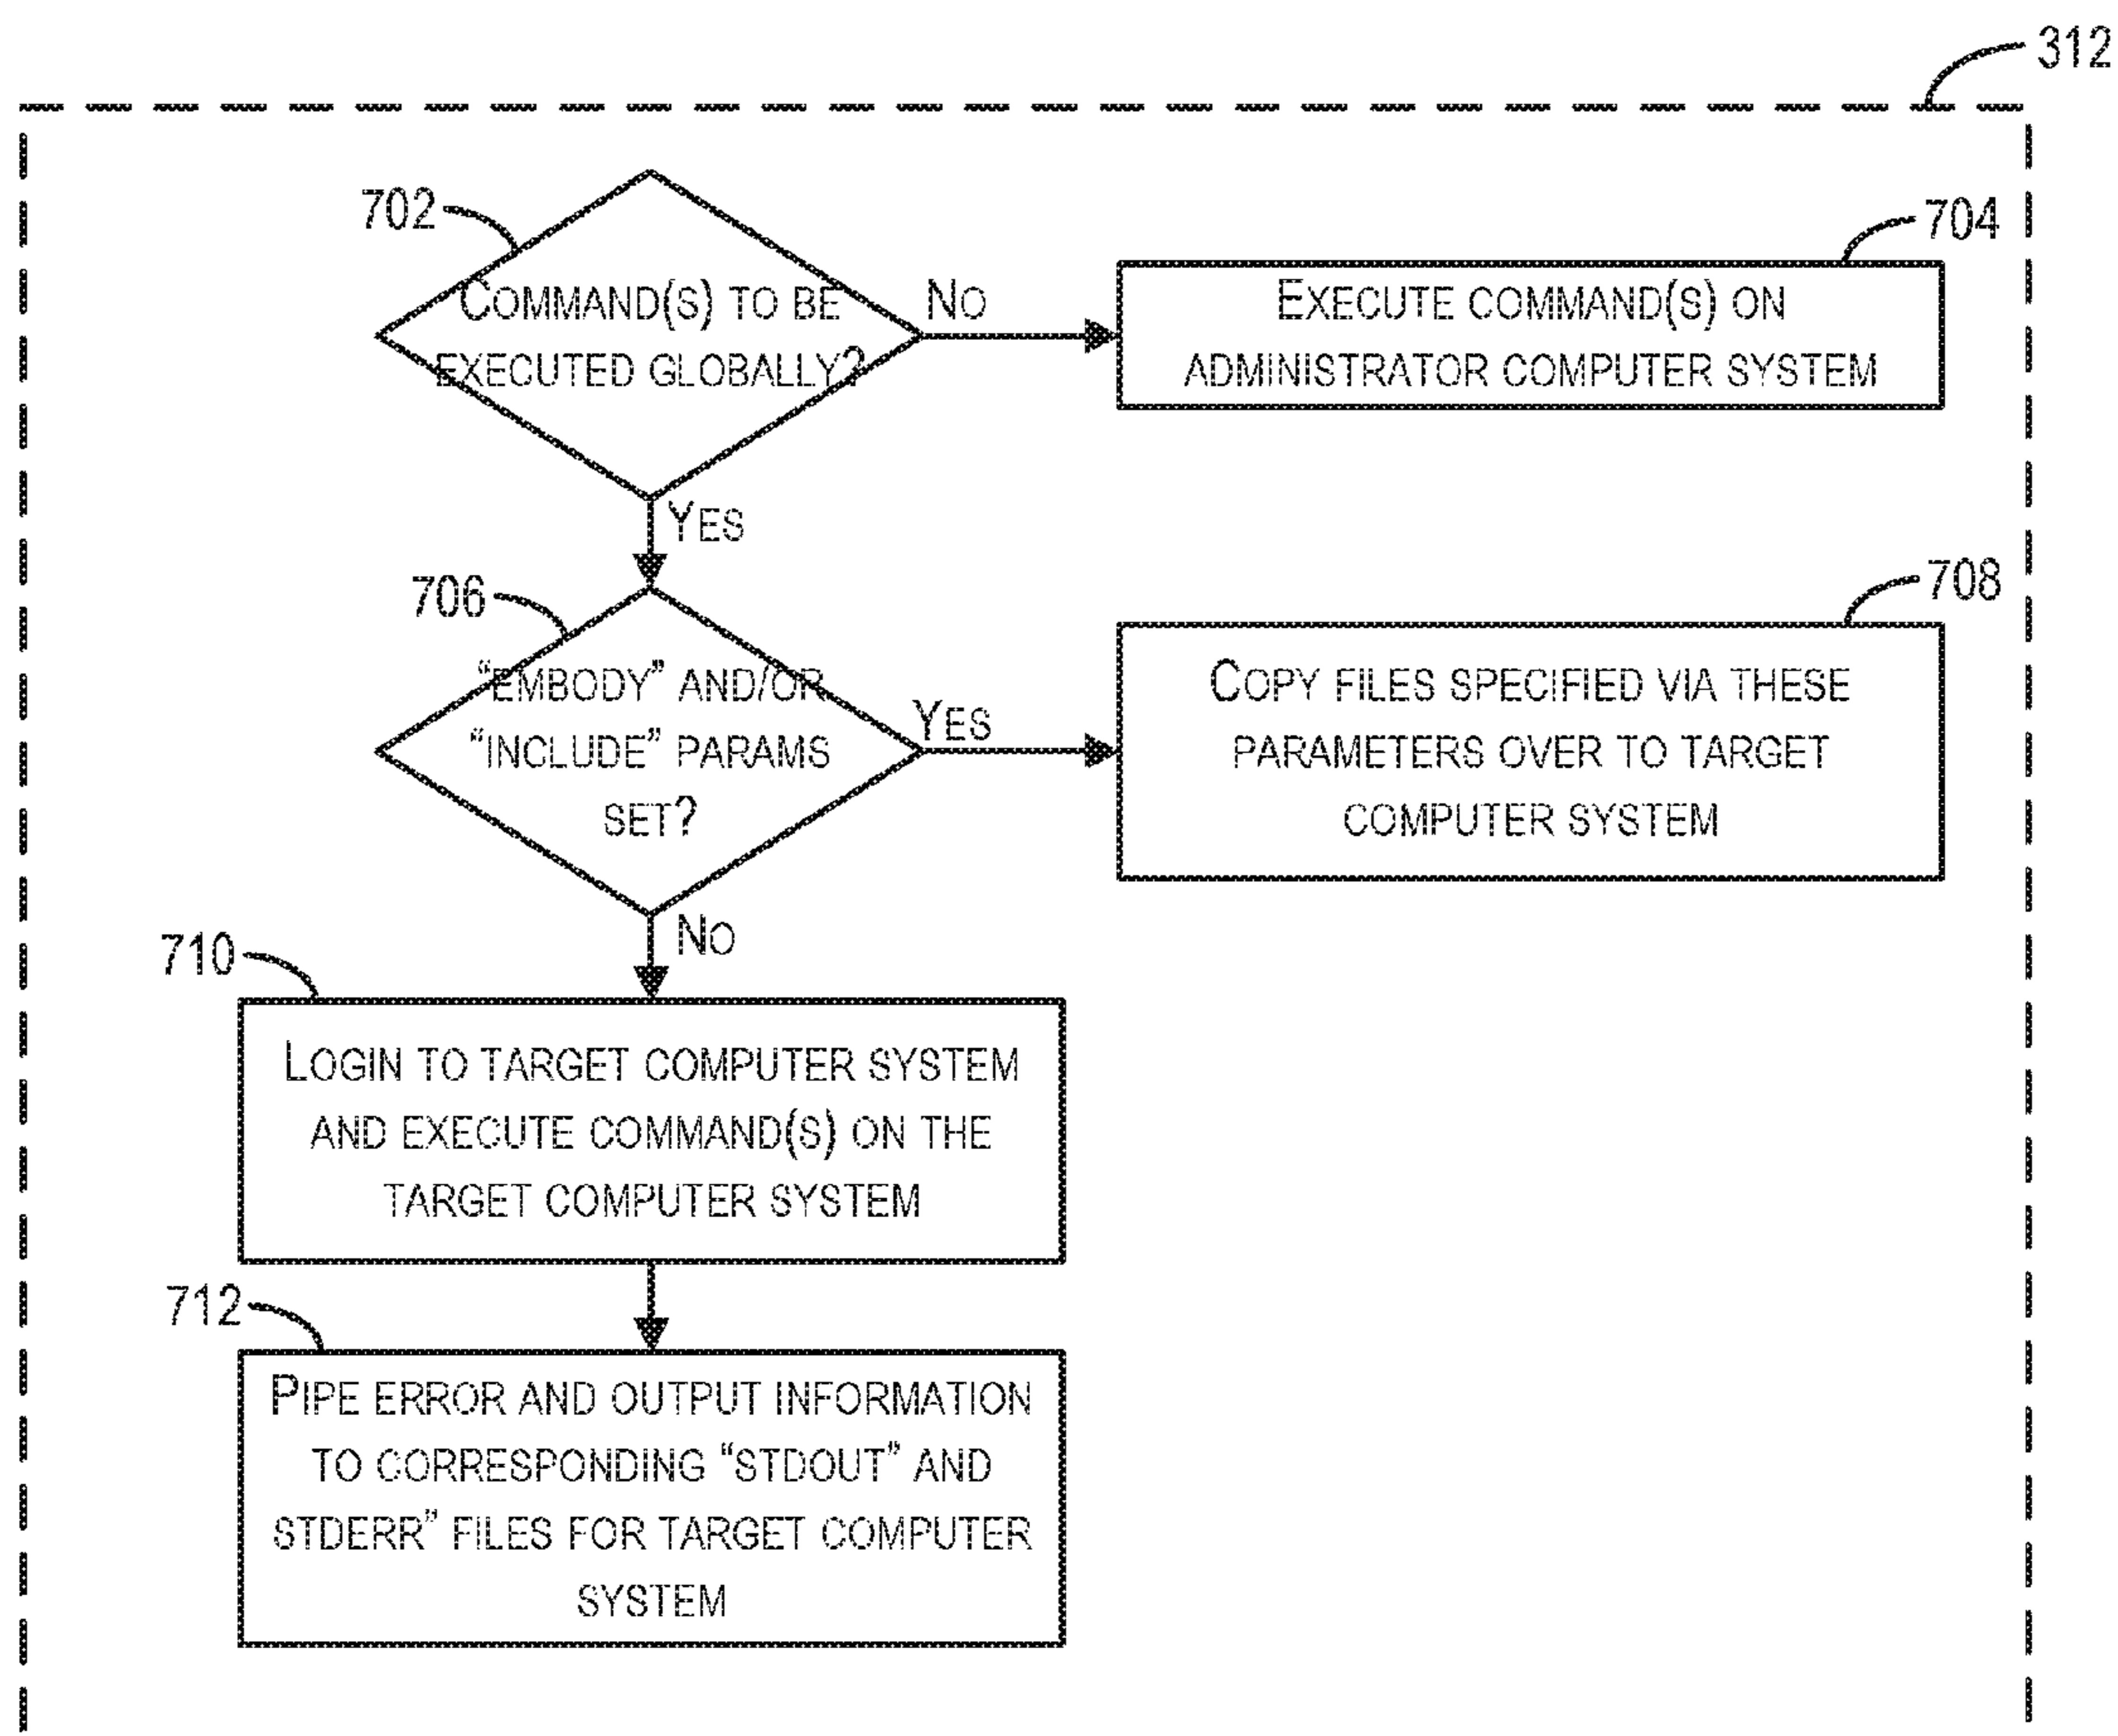 312
702
COMMAND(S) TO BE
EXECUTED GLOBALLY?
NO
704
EXECUTE COMMAND(S) ON
ADMINISTRATOR COMPUTER SYSTEM
YES
706
“EMBODY” AND/OR
“INCLUDE” PARAMS
SET?
YES
708
COPY FILES SPECIFIED VIA THESE
PARAMETERS OVER TO TARGET
COMPUTER SYSTEM
NO
710
LOGIN TO TARGET COMPUTER SYSTEM
AND EXECUTE COMMAND(S) ON THE
TARGET COMPUTER SYSTEM
712
PIPE ERROR AND OUTPUT INFORMATION
TO CORRESPONDING “STDOUT” AND
STDERR” FILES FOR TARGET COMPUTER
SYSTEM